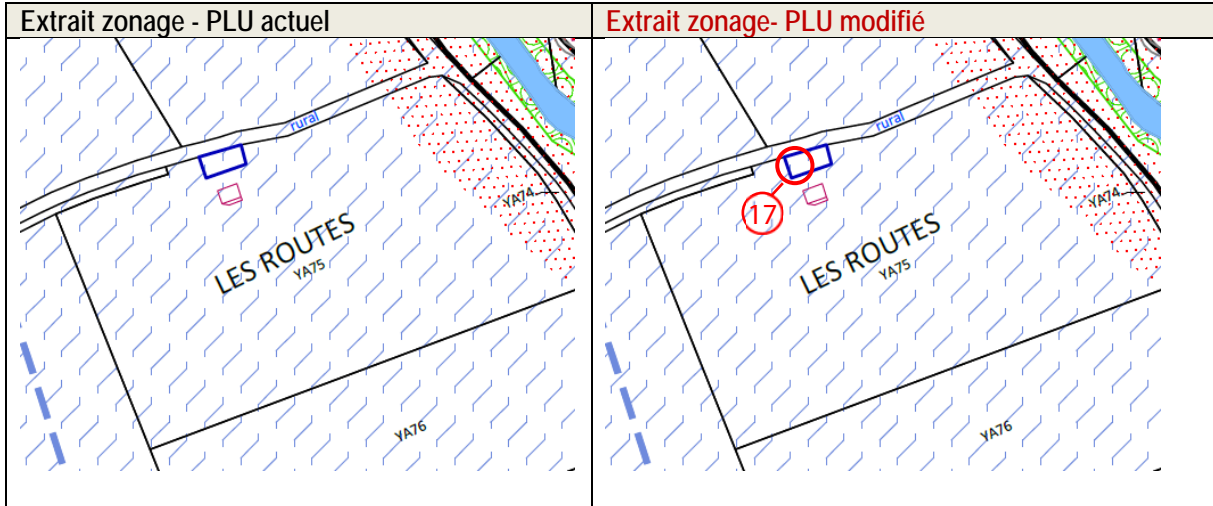 Extrait zonage - PLU actuel
Extrait zonage- PLU modifié
rural
YA74
LES ROUTES
YA75
YA76
rural
17
YA74
LES ROUTES
YA75
YA76